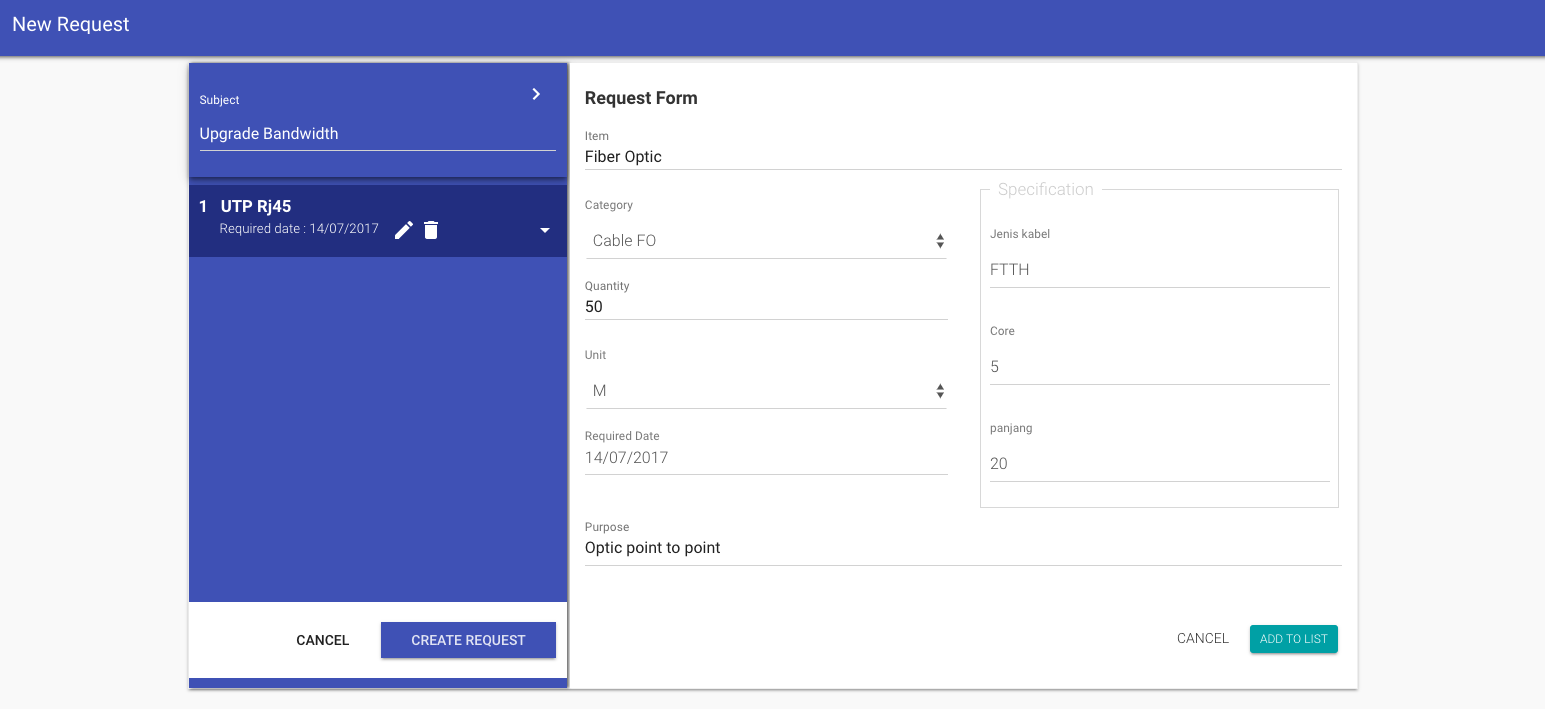 New Request
Subject
Upgrade Bandwidth
1 UTP Rj45
Required date : 14/07/2017
CANCEL
CREATE REQUEST
Request Form
Item
Fiber Optic
Category
Cable FO
Quantity
50
Unit
M
Required Date
14/07/2017
Specification
Jenis kabel
FTTH
Core
5
panjang
20
Purpose
Optic point to point
CANCEL
ADD TO LIST